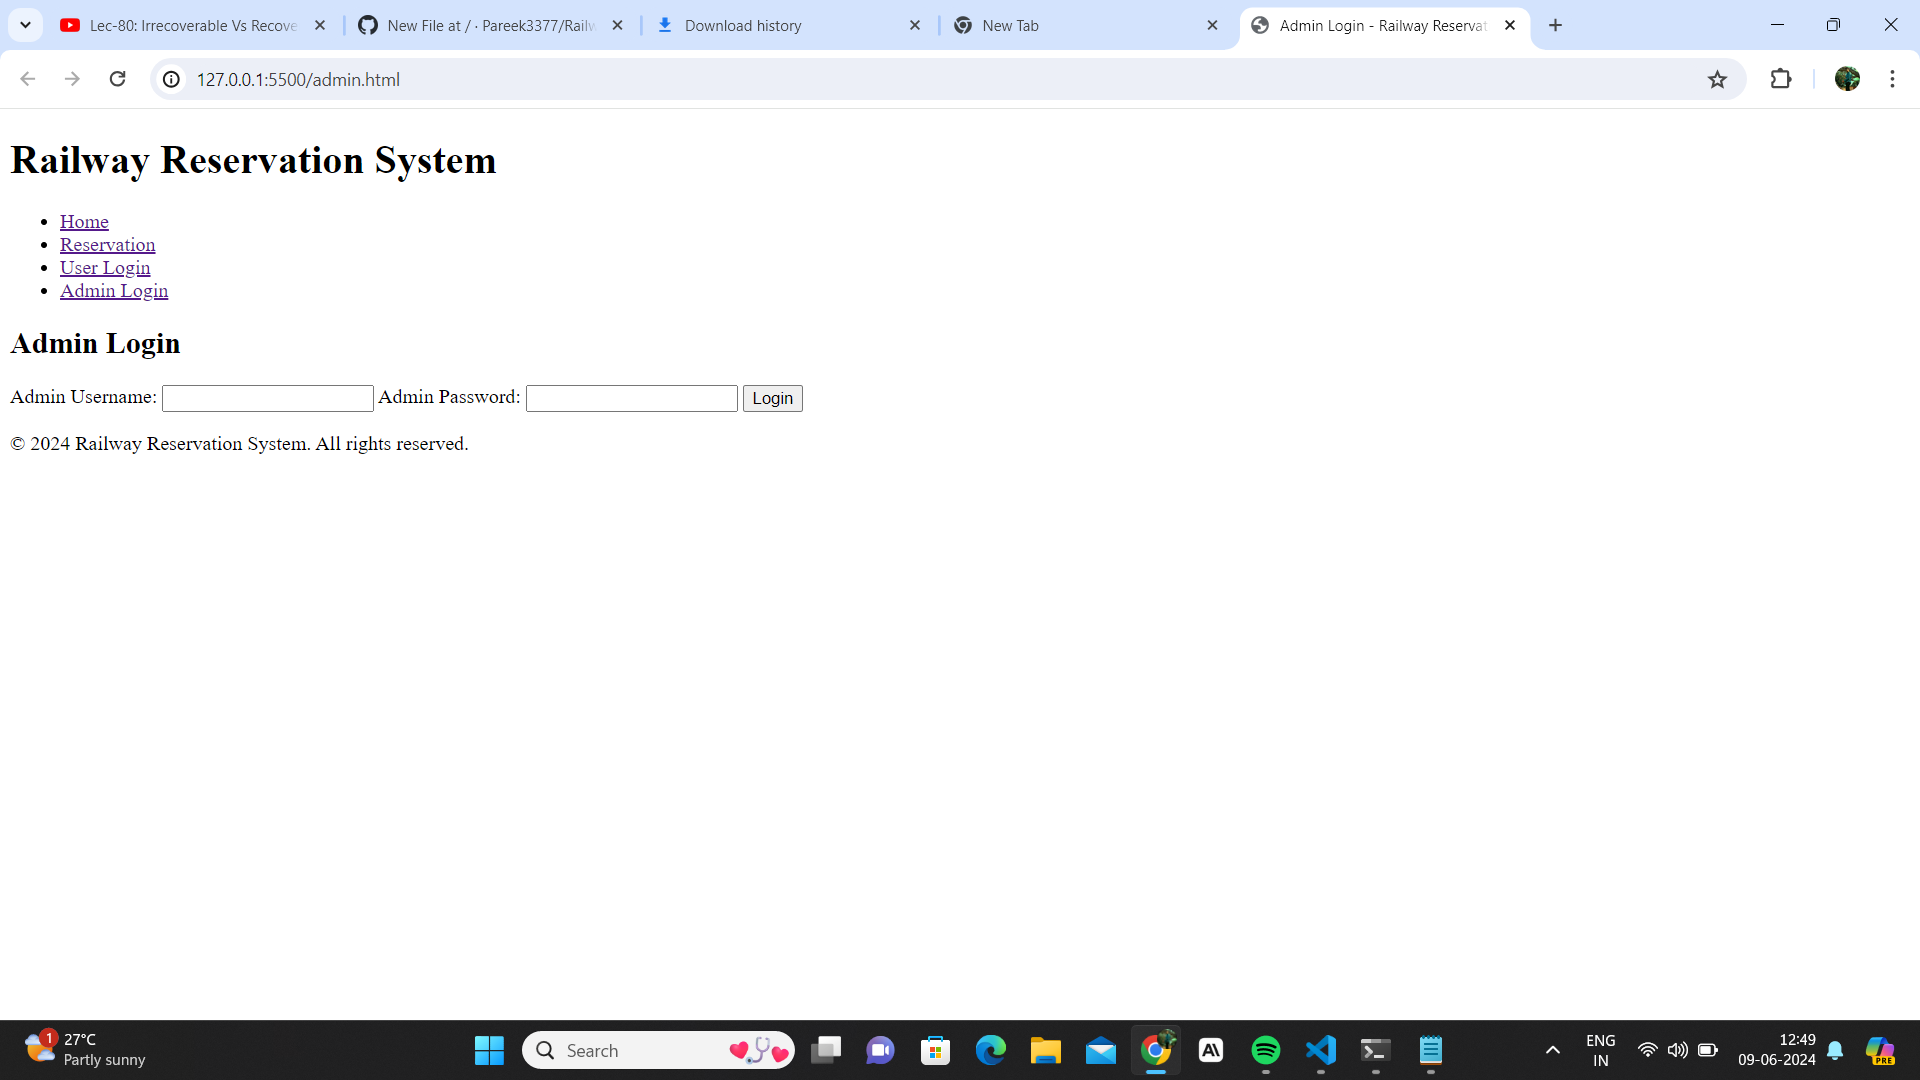 Lec-80: Irrecoverable Vs Recove
New File at / · Pareek3377/Railw
Download history
New Tab
Admin Login - Railway Reservat
127.0.0.1:5500/admin.html
Railway Reservation System
Home
Reservation
User Login
Admin Login
Admin Login
Admin Username: Admin Password: Login
© 2024 Railway Reservation System. All rights reserved.
1
27°C
Partly sunny
Search
PRE
ENG
IN
12:49
09-06-2024